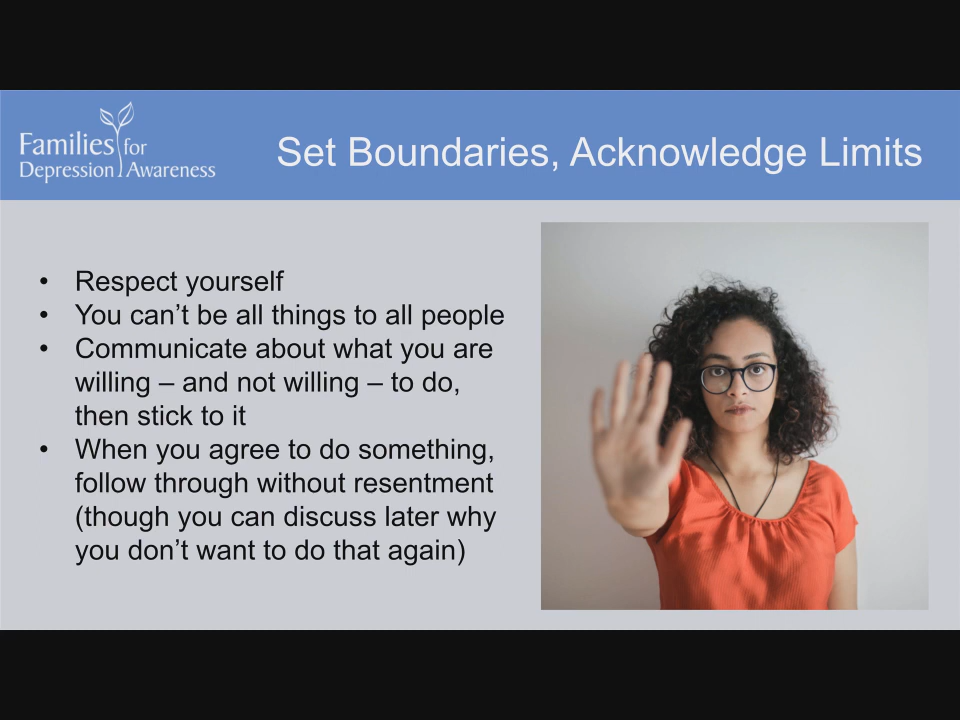 Families for
Depression Awareness
Set Boundaries, Acknowledge Limits
• Respect yourself
• You can’t be all things to all people
• Communicate about what you are
willing – and not willing – to do,
then stick to it
• When you agree to do something,
follow through without resentment
(though you can discuss later why
you don’t want to do that again)